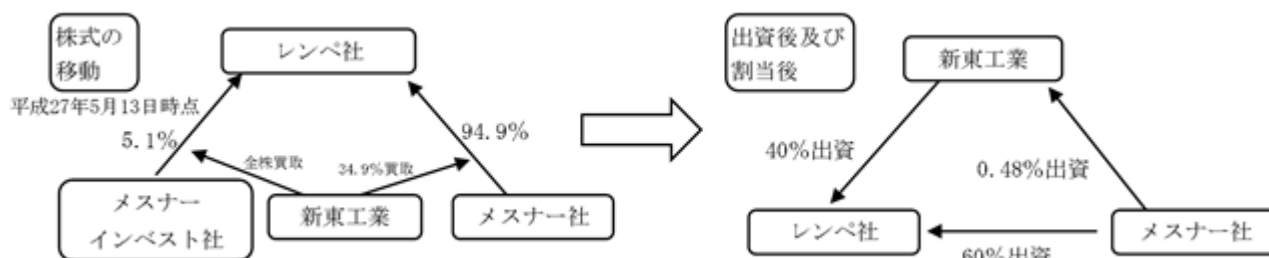 株式の
移動
レンペ社
平成27年5月13日時点
5.1%
94.9%
全株買取
34.9%買取
メスナー
インベスト社
新東工業
メスナー社
出資後及び
割当後
新東工業
40%出資
0.48%出資
レンペ社
60%出資
メスナー社